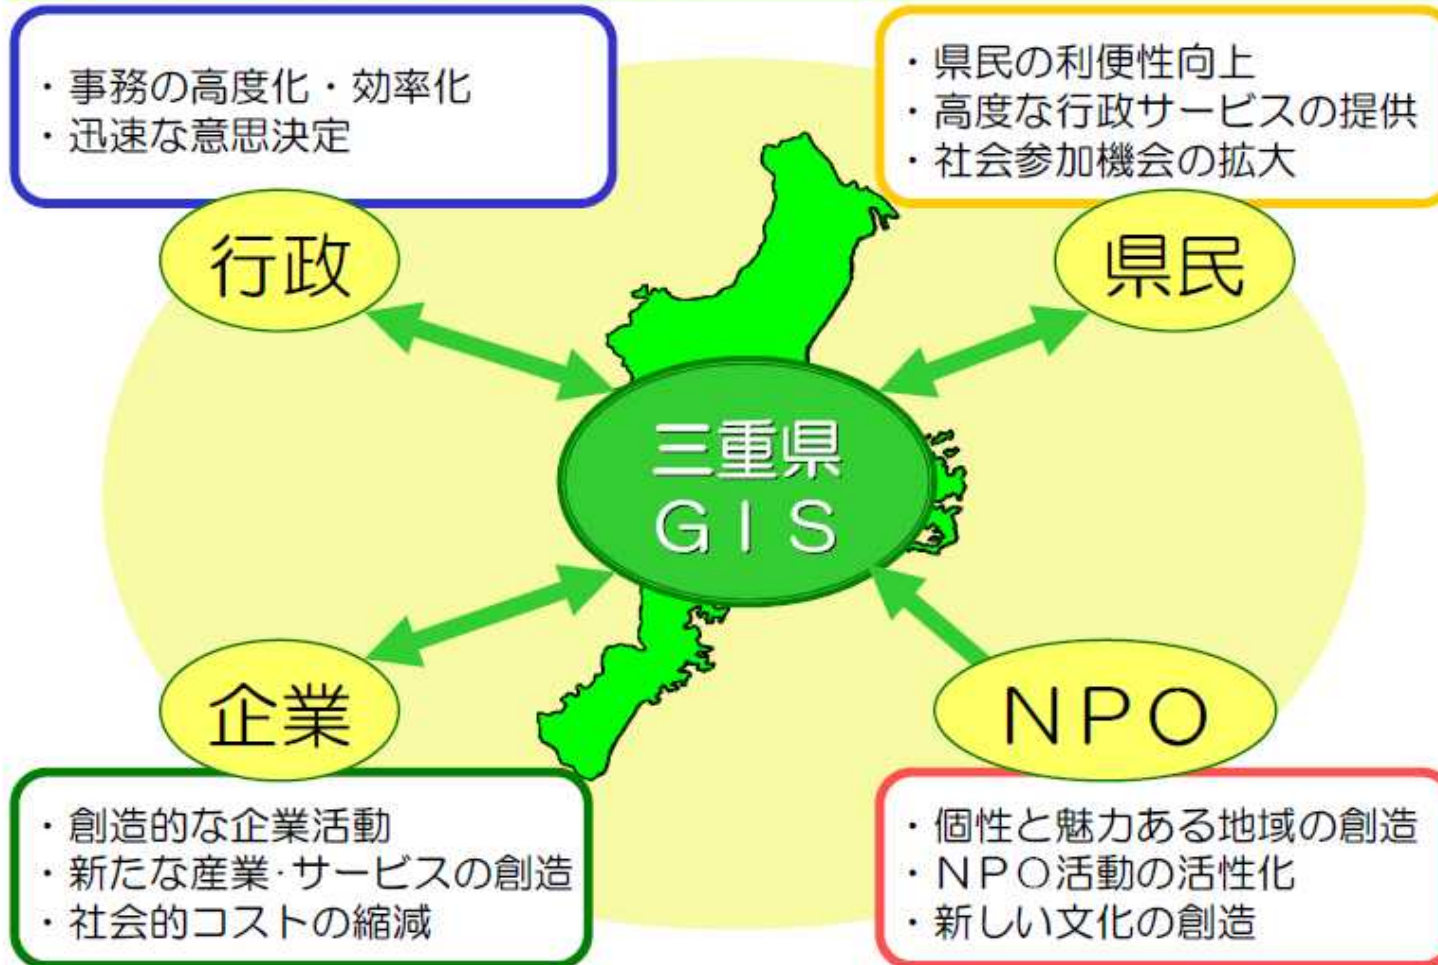 ・事務の高度化・効率化
・迅速な意思決定
行政
・県民の利便性向上
・高度な行政サービスの提供
・社会参加機会の拡大
県民
三重県
ＧＩＳ
企業
・創造的な企業活動
・新たな産業･サービスの創造
・社会的コストの縮減
ＮＰＯ
・個性と魅力ある地域の創造
・ＮＰＯ活動の活性化
・新しい文化の創造